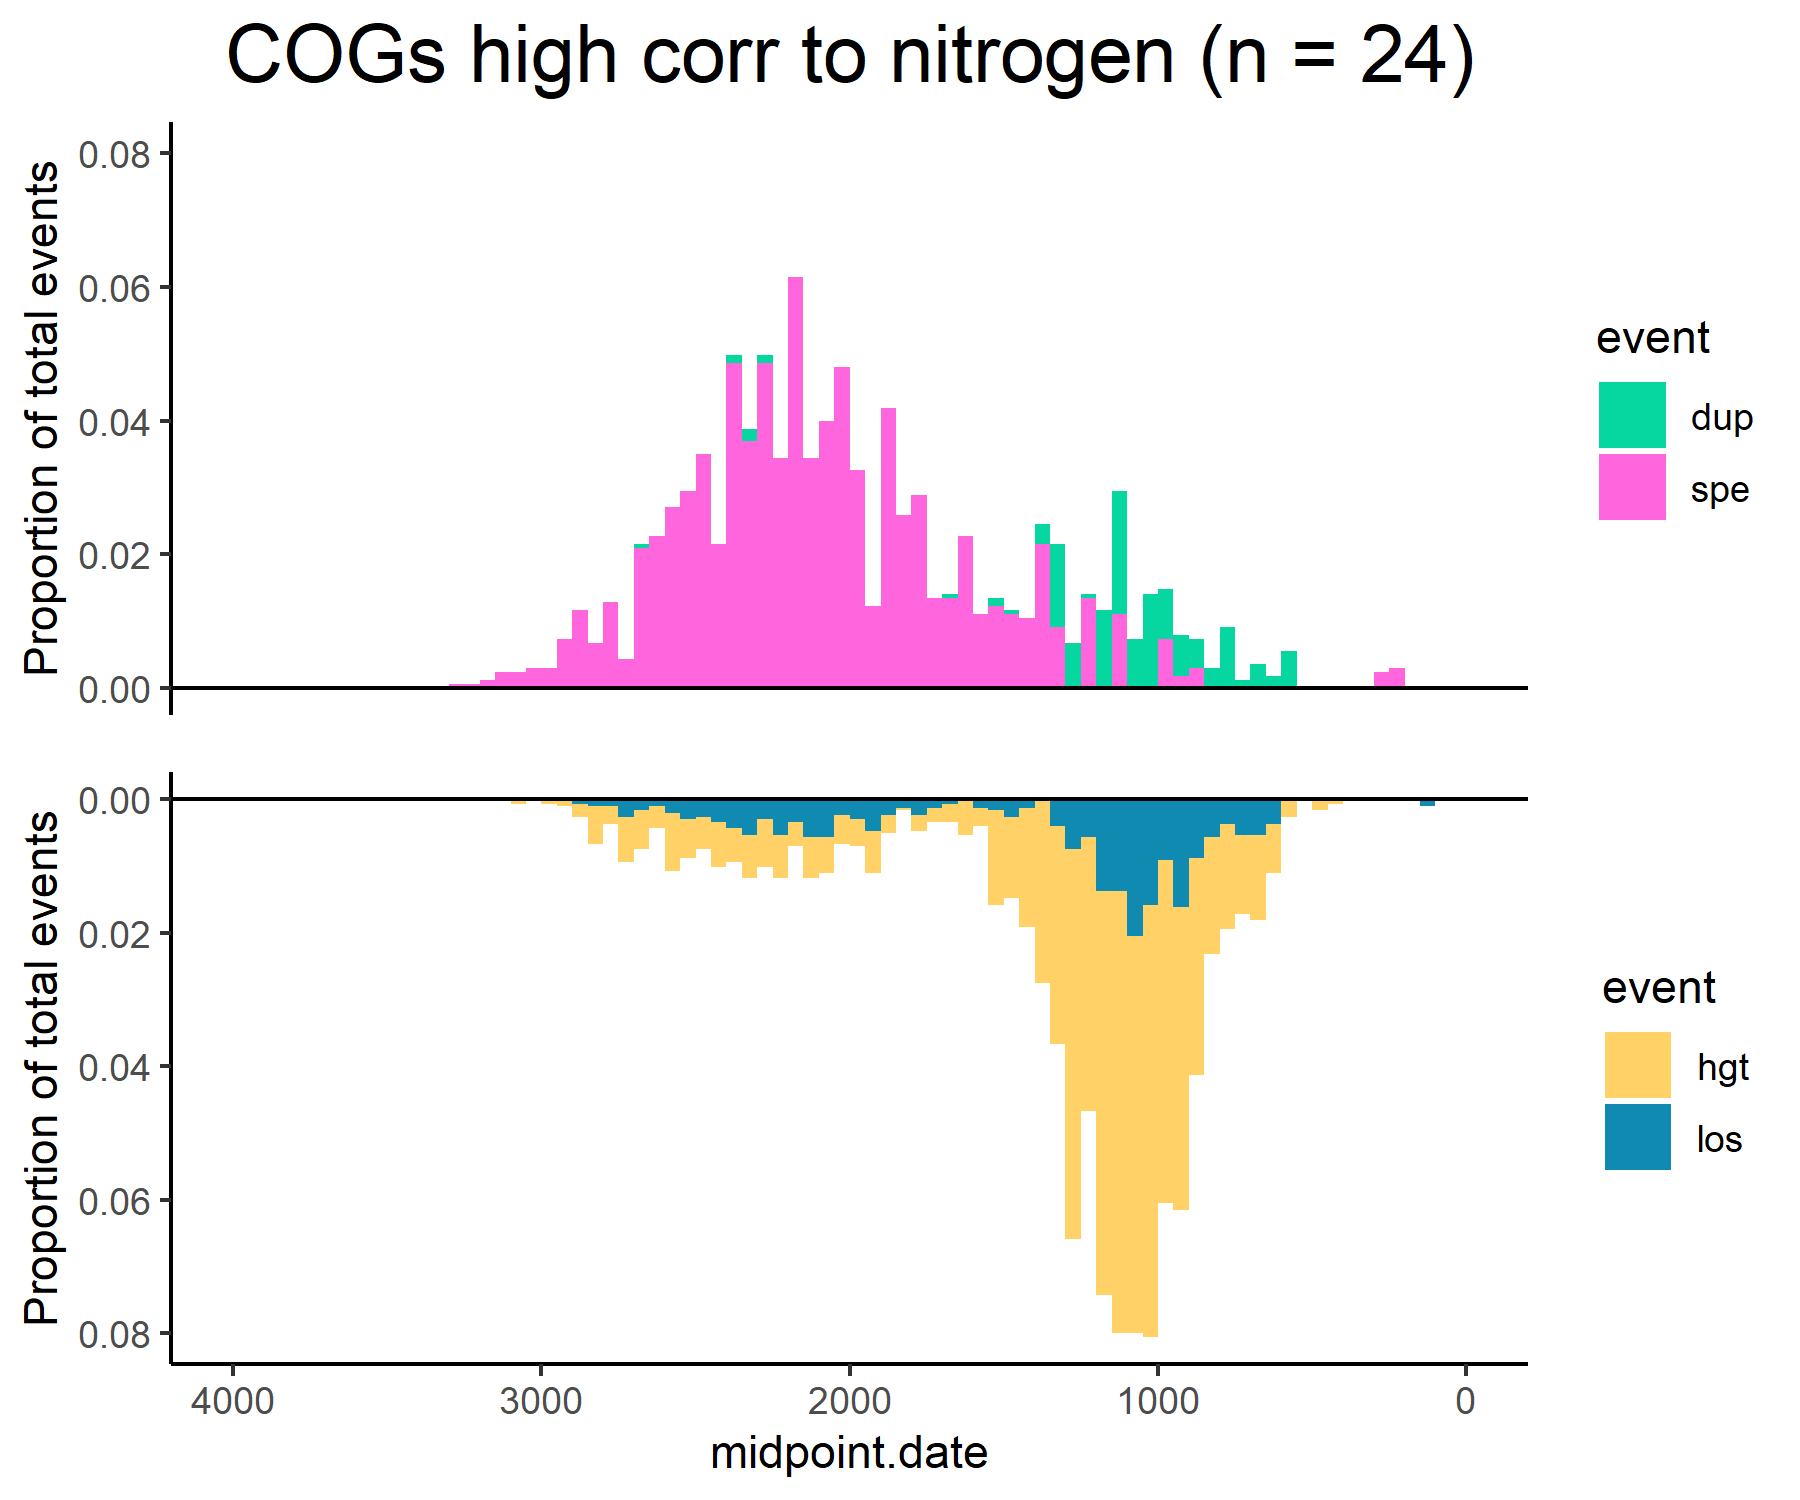 COGs high corr to nitrogen (n = 24)
Proportion of total events
0.08
0.06
0.04
0.02
0.00
event
dup
spe
Proportion of total events
0.00
0.02
0.04
0.06
0.08
event
hgt
los
4000
3000
2000
1000
0
midpoint.date